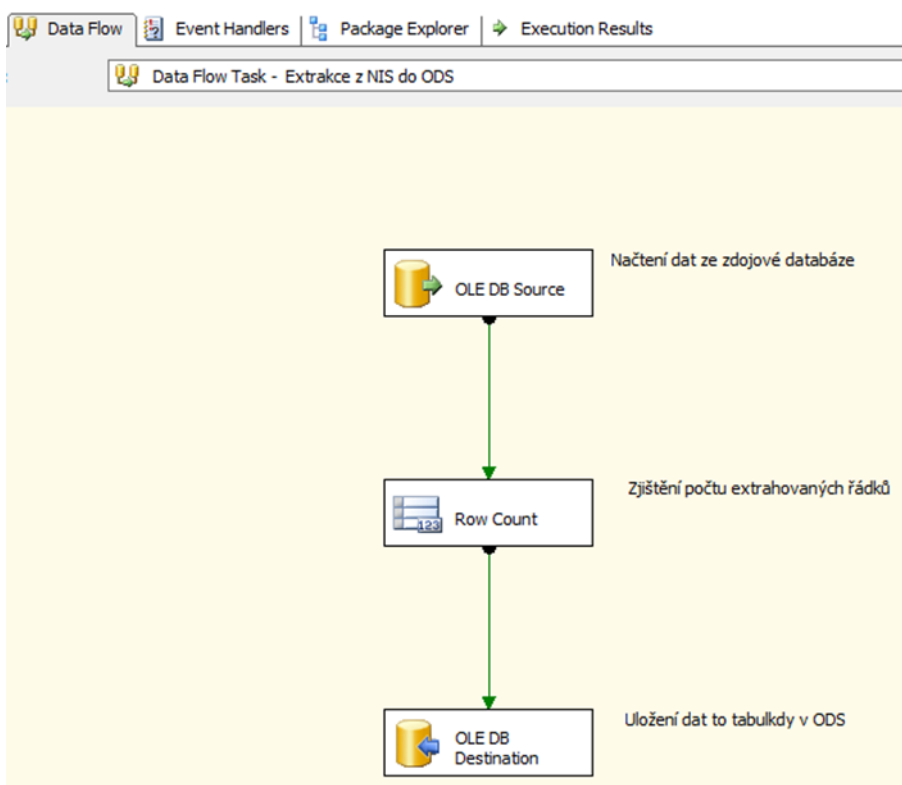 Data Flow Event Handlers Package Explorer Execution Results
Data Flow Task - Extrakce z NIS do ODS
OLE DB Source
Načtení dat ze zdojové databáze
Row Count
123
Zjištění počtu extrahovaných řádků
OLE DB
Destination
Uložení dat to tabulkdy v ODS